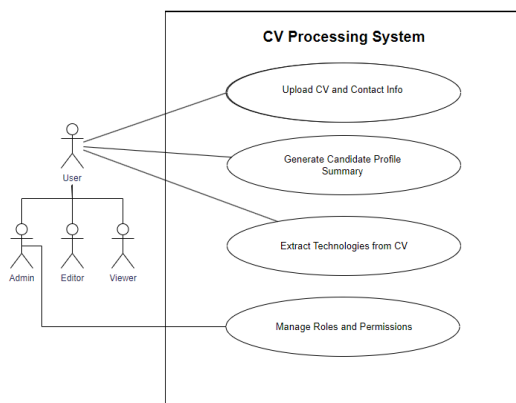 CV Processing System
Upload CV and Contact Info
Generate Candidate Profile
Summary
User
Extract Technologies from CV
Admin
Editor
Viewer
Manage Roles and Permissions